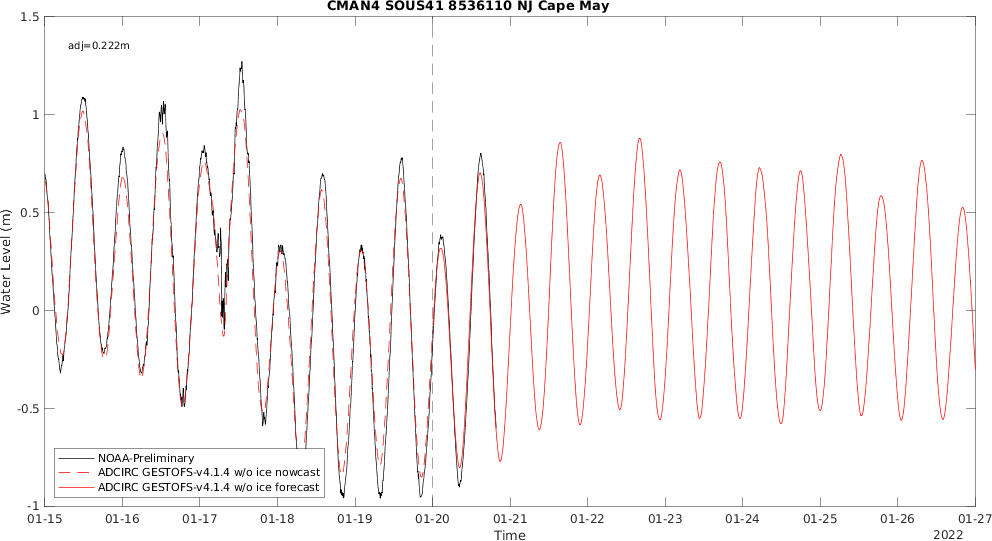 CMAN4 SOUS41 8536110 NJ Cape May
adj=0.222m
1.5
1
0.5
0
-0.5
-1
Water Level (m)
NOAA-Preliminary
ADCIRC GESTOFS-v4.1.4 w/o ice nowcast
ADCIRC GESTOFS-v4.1.4 w/o ice forecast
01-15 01-16 01-17 01-18 01-19 01-20 01-21 01-22 01-23 01-24 01-25 01-26 01-27
Time
2022